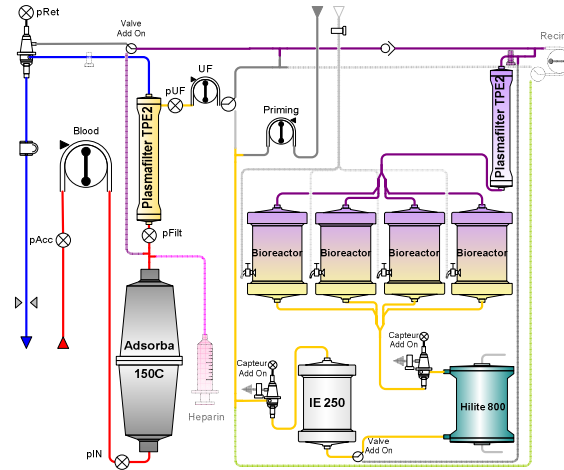 pRet
Valve
Add On
Recir
UF
pUF
Plasmafilter TPE2
Plasmafilter TPE2
Priming
Blood
pAcc
pFilt
Bioreactor
Bioreactor
Bioreactor
Bioreactor
Adsorba
150C
Heparin
Capteur
Add On
Capteur
Add On
IE 250
Hilite 800
Valve
Add On
pIN